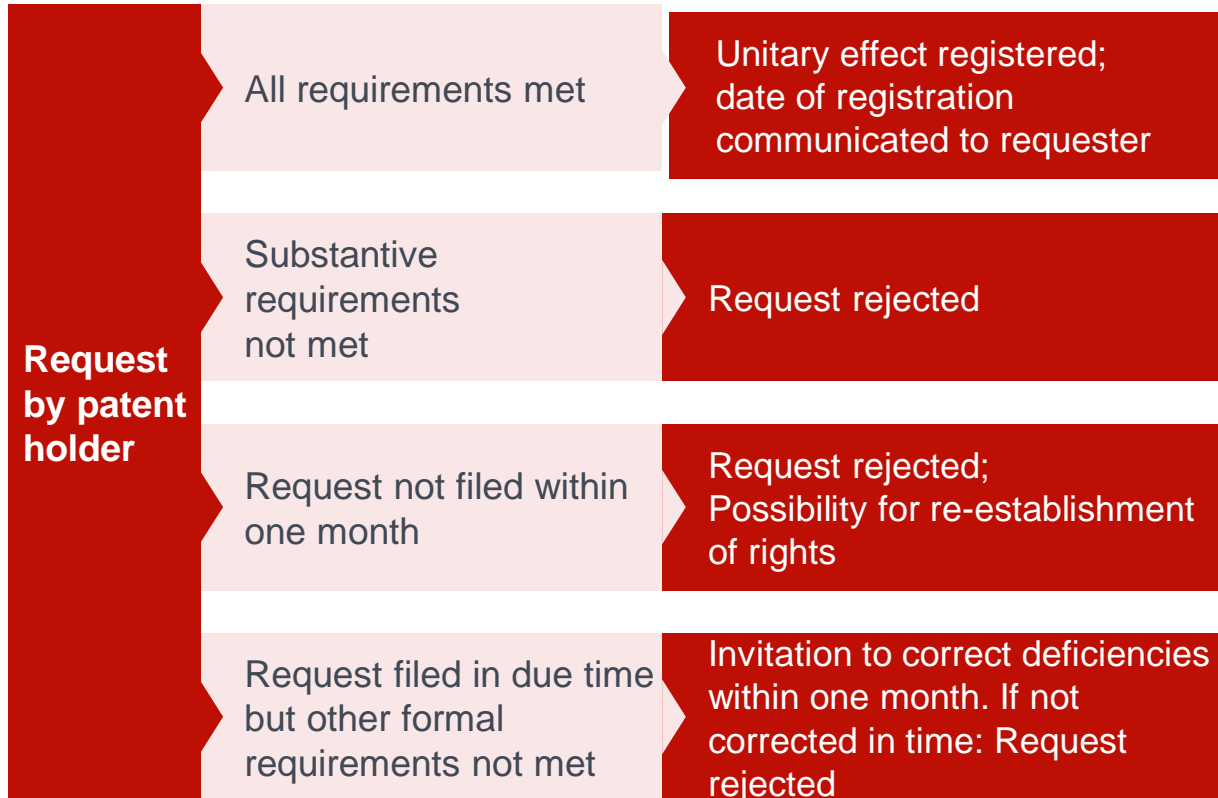 Request
by patent
holder
All requirements met
Unitary effect registered;
date of registration
communicated to requester
Substantive
requirements
not met
Request rejected
Request not filed within
one month
Request rejected;
Possibility for re-establishment
of rights
Request filed in due time
but other formal
requirements not met
Invitation to correct deficiencies
within one month. If not
corrected in time: Request
rejected